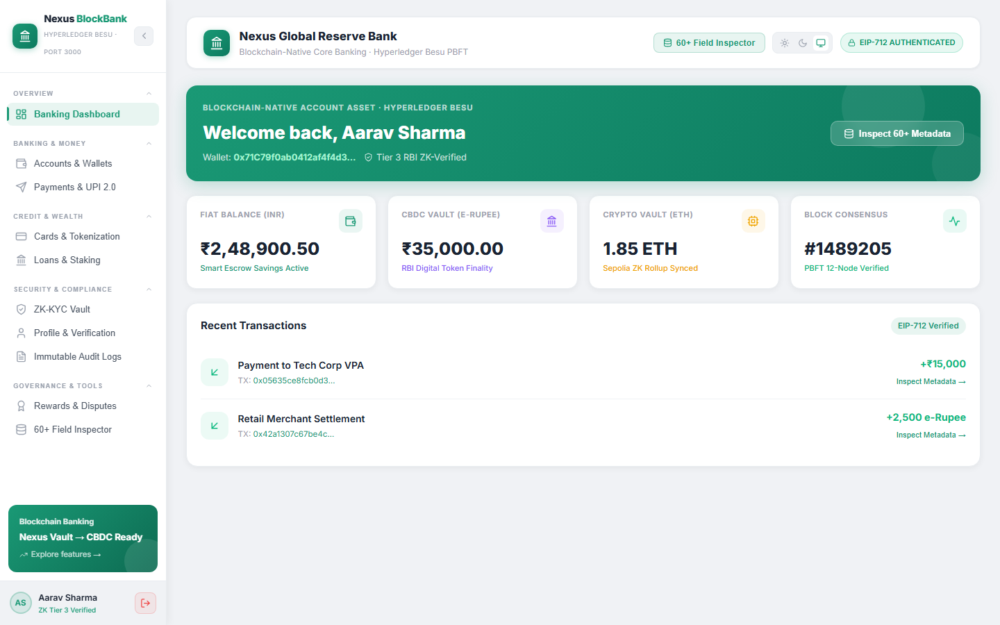 Nexus BlockBank
HYPERLEDGER BESU ·
PORT 3000
OVERVIEW
Banking Dashboard
BANKING & MONEY
Accounts & Wallets
Payments & UPI 2.0
CREDIT & WEALTH
Cards & Tokenization
Loans & Staking
SECURITY & COMPLIANCE
ZK-KYC Vault
Profile & Verification
Immutable Audit Logs
GOVERNANCE & TOOLS
Rewards & Disputes
60+ Field Inspector
Blockchain Banking
Nexus Vault → CBDC Ready
Explore features →
AS
Aarav Sharma
ZK Tier 3 Verified
Nexus Global Reserve Bank
Blockchain-Native Core Banking · Hyperledger Besu PBFT
60+ Field Inspector
EIP-712 AUTHENTICATED
BLOCKCHAIN-NATIVE ACCOUNT ASSET · HYPERLEDGER BESU
Welcome back, Aarav Sharma
Wallet: 0x71C79f0ab0412af4f4d3... Tier 3 RBI ZK-Verified
Inspect 60+ Metadata
FIAT BALANCE (INR)
₹2,48,900.50
Smart Escrow Savings Active
CBDC VAULT (E-RUPEE)
₹35,000.00
RBI Digital Token Finality
CRYPTO VAULT (ETH)
1.85 ETH
Sepolia ZK Rollup Synced
BLOCK CONSENSUS
#1489205
PBFT 12-Node Verified
Recent Transactions
EIP-712 Verified
Payment to Tech Corp VPA
TX: 0x05635ce8fcb0d3...
+₹15,000
Inspect Metadata →
Retail Merchant Settlement
TX: 0x42a1307c67be4c...
+2,500 e-Rupee
Inspect Metadata →